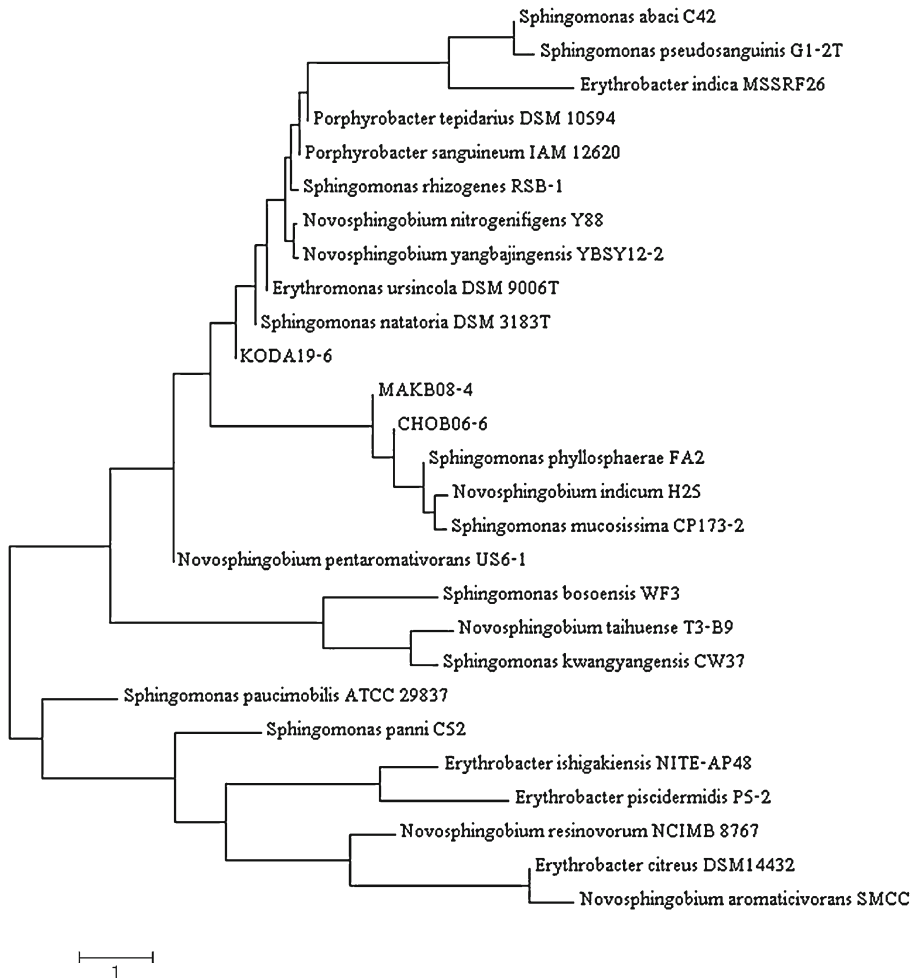 Sphingomonas abaci C42
Sphingomonas pseudosanguinis G1-2T
Erythrobacter indica MSSRF26
Porphyrobacter tepidarius DSM 10594
Porphyrobacter sanguineum IAM 12620
Sphingomonas rhizogenes RSB-1
Novosphingobium nitrogenifigens Y88
Novosphingobium yangbajingensis YBSY12-2
Erythromonas ursincola DSM 9006T
Sphingomonas natatoria DSM 3183T
KODA19-6
MAKB08-4
CHOB06-6
Sphingomonas phyllosphaerae FA2
Novosphingobium indicum H25
Sphingomonas mucosissima CP173-2
Novosphingobium pentaromativorans US6-1
Sphingomonas bosoensis WF3
Novosphingobium taihuense T3-B9
Sphingomonas kwangyangensis CW37
Sphingomonas paucimobilis ATCC 29837
Sphingomonas panni C52
Erythrobacter ishigakiensis NITE-AP48
Erythrobacter piscidermidis P5-2
Novosphingobium resinovorum NCIMB 8767
Erythrobacter citreus DSM14432
Novosphingobium aromaticivorans SMCC
1